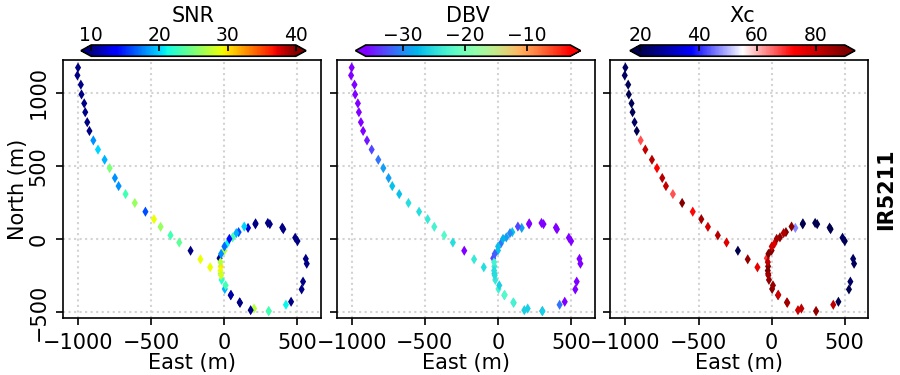 SNR DBV Xc
10 20 30 40 −30 −20 −10 20 40 60 80
North (m)
1000
500
0
−500
−1000 −500 0 500 −1000 −500 0 500 −1000 −500 0 500
East (m) East (m) East (m)
IR5211